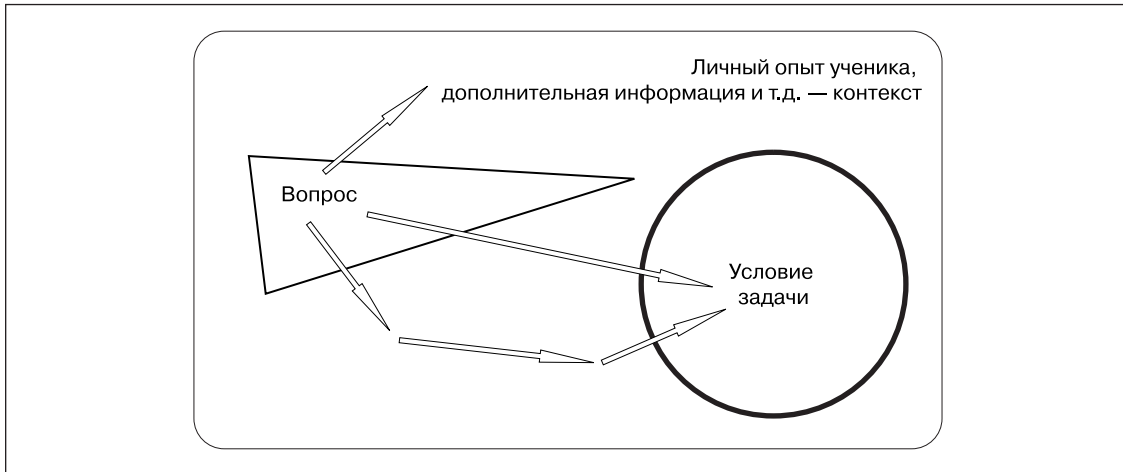 Личный опыт ученика,
дополнительная информация и т.д. — контекст
Вопрос
Условие
задачи